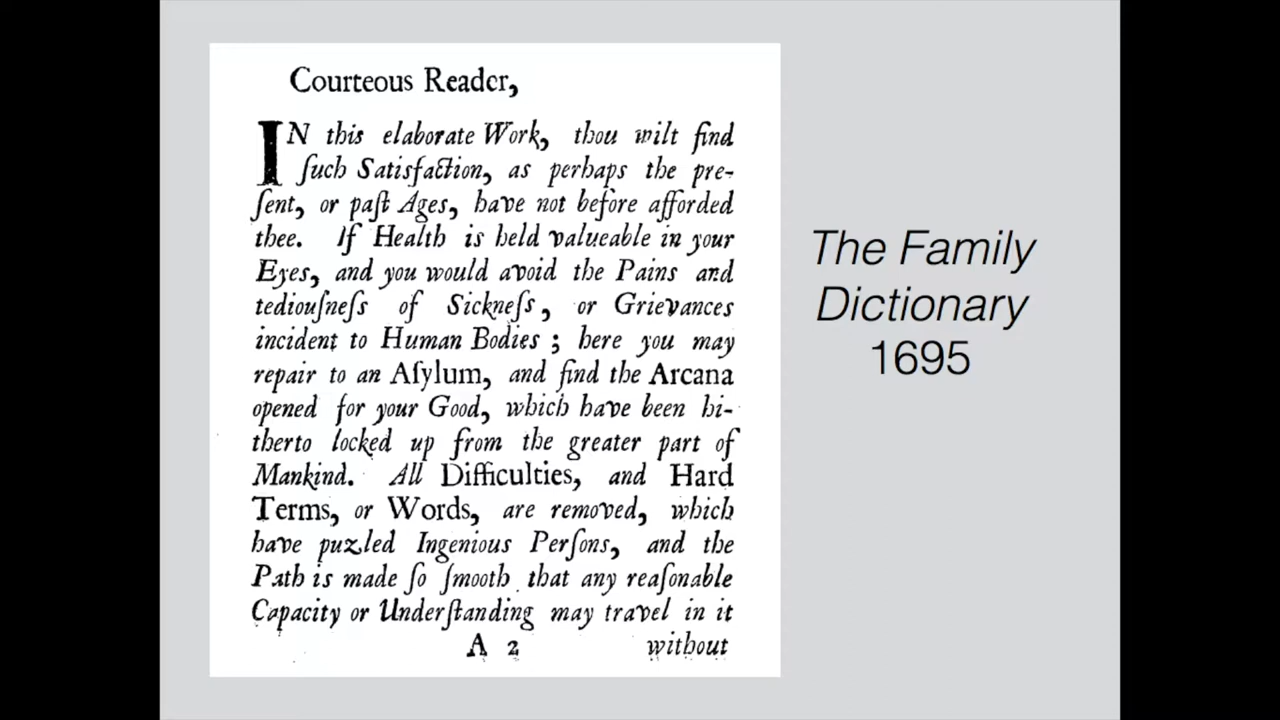 Courteous Reader,
IN this elaborate Work, thou wilt find
ſuch Satisfaction, as perhaps the pre-
ſent, or paſt Ages, have not before afforded
thee. If Health is held valueable in your
Eyes, and you would avoid the Pains and
tediouſneſs of Sickneſs, or Grievances
incident to Human Bodies; here you may
repair to an Aſylum, and find the Arcana
opened for your Good, which have been hi-
therto locked up from the greater part of
Mankind. All Difficulties, and Hard
Terms, or Words, are removed, which
have puzled Ingenious Perſons, and the
Path is made ſo ſmooth that any reaſonable
Capacity or Underſtanding may travel in it
A 2 without
The Family
Dictionary
1695